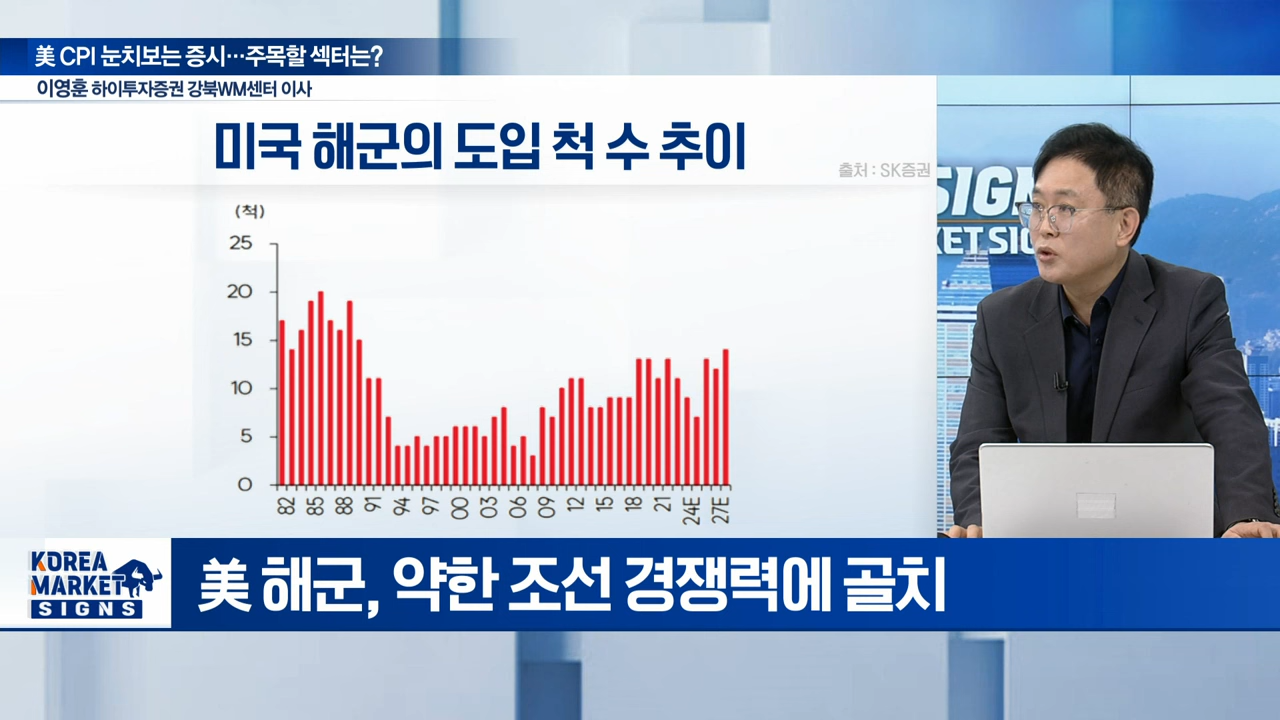 美 CPI 눈치보는 증시…주목할 섹터는?
이영훈 하이투자증권 강북WM센터 이사
미국 해군의 도입 척 수 추이
출처 : SK증권
(척)
25
20
15
10
5
0
82 85 88 91 94 97 00 03 06 09 12 15 18 21 24E 27E
SIGN
KET SIG
KOREA
MARKET
SIGNS
美 해군, 약한 조선 경쟁력에 골치